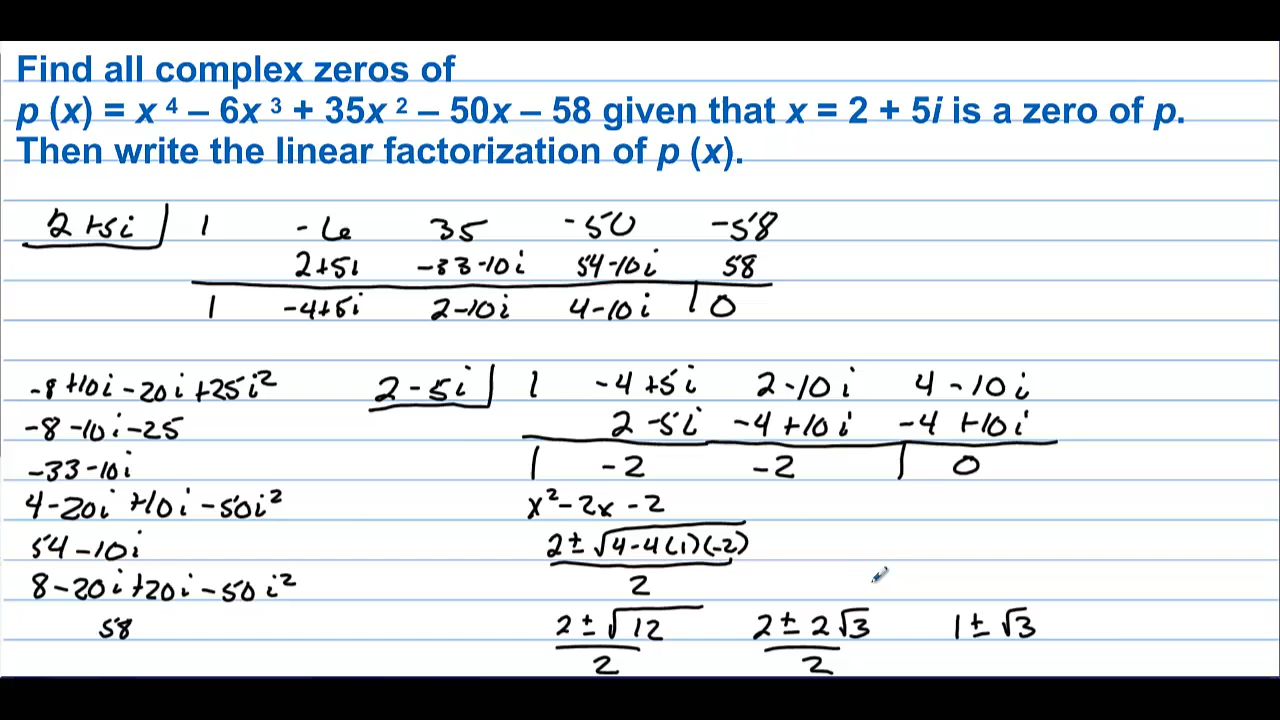 Find all complex zeros of
p (x) = x 4 – 6x 3 + 35x 2 – 50x – 58 given that x = 2 + 5i is a zero of p.
Then write the linear factorization of p (x).
2+5i | 1 -6 35 -50 -58
2+5i -33-10i 54-10i 58
1 -4+5i 2-10i 4-10i | 0
-8+10i-20i+25i²
-8-10i-25
-33-10i
4-20i+10i-50i²
54-10i
8-20i+20i-50i²
58
2-5i | 1 -4+5i 2-10i 4-10i
2-5i -4+10i -4+10i
1 -2 -2 | 0
x²-2x-2
2±√4-4(1)(-2)
2
2±√12 2±2√3 1±√3
2 2